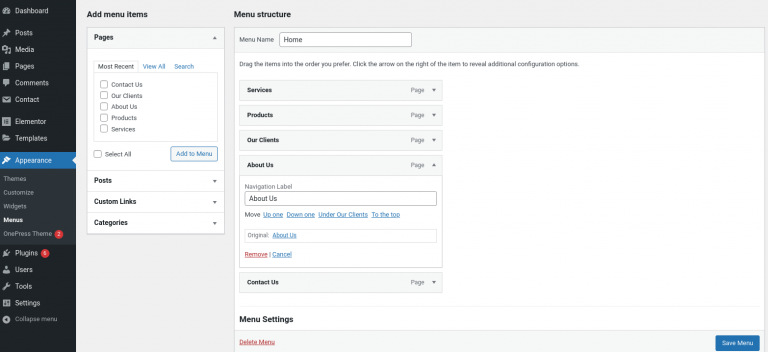 Dashboard
Posts
Media
Pages
Comments
Contact
Elementor
Templates
Appearance
Themes
Customize
Widgets
Menus
OnePress Theme 2
Plugins 6
Users
Tools
Settings
Collapse menu
Add menu items
Pages
Most Recent View All Search
Contact Us
Our Clients
About Us
Products
Services
Select All Add to Menu
Posts
Custom Links
Categories
Menu structure
Menu Name Home
Drag the items into the order you prefer. Click the arrow on the right of the item to reveal additional configuration options.
Services Page
Products Page
Our Clients Page
About Us Page
Navigation Label
About Us
Move Up one Down one Under Our Clients To the top
Original: About Us
Remove | Cancel
Contact Us Page
Menu Settings
Delete Menu Save Menu